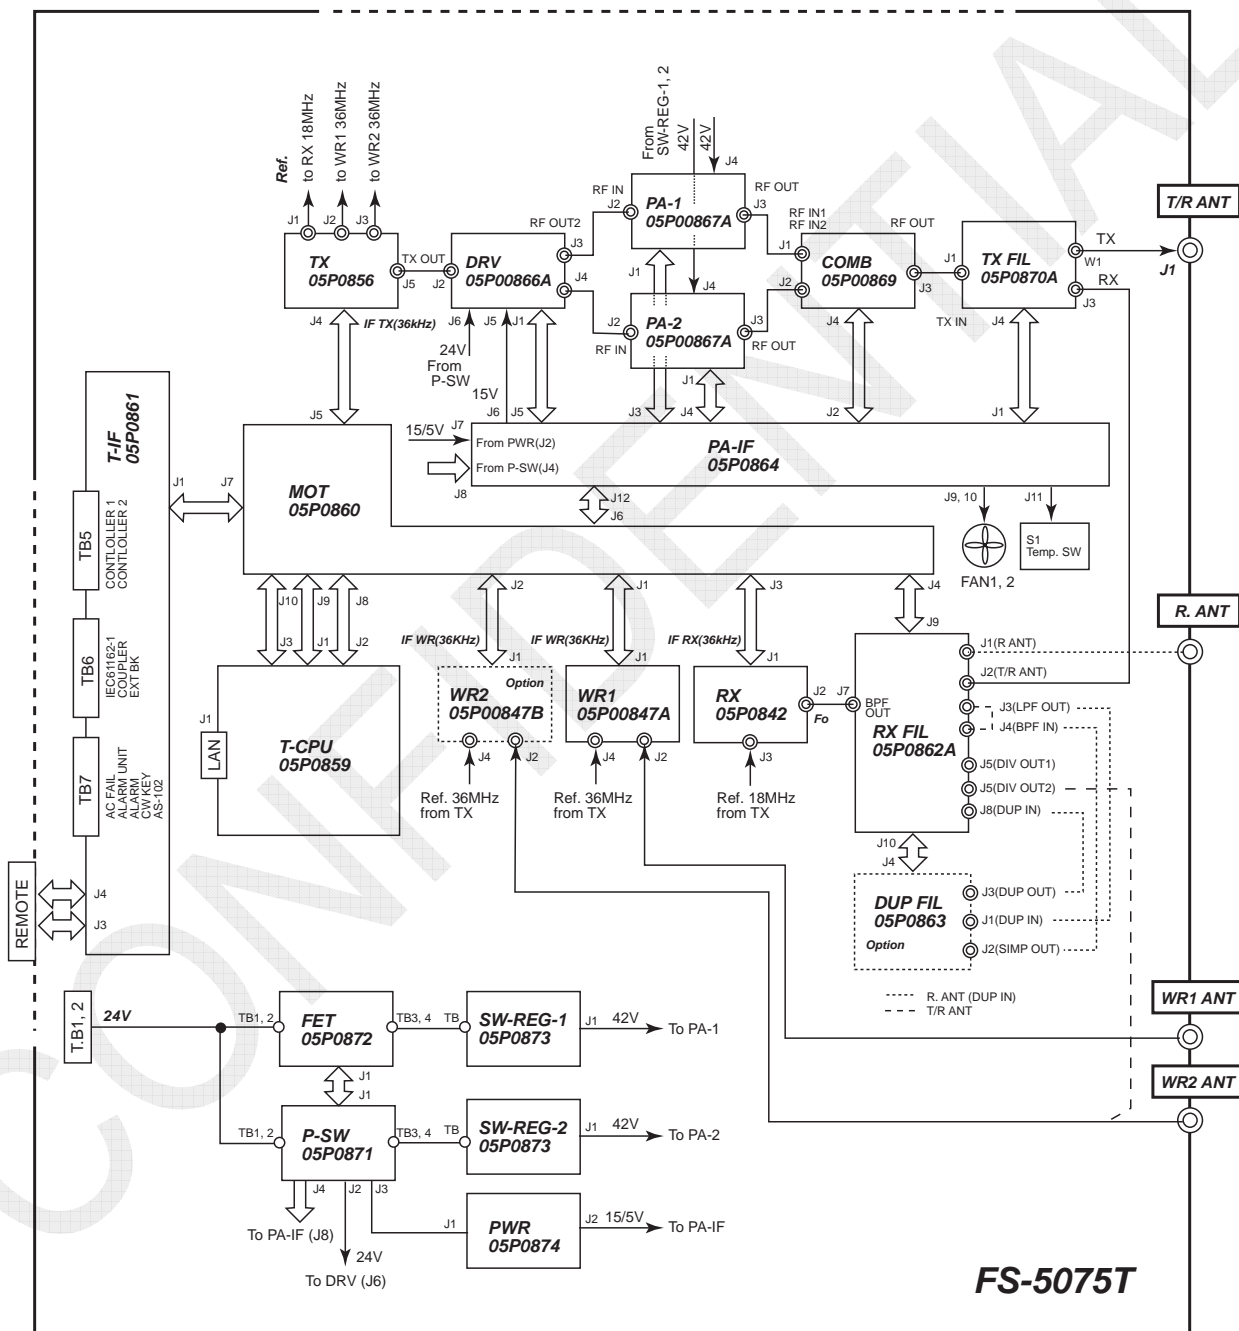 CONFIDENTIAL
Ref.
to RX 18MHz
to WR1 36MHz
to WR2 36MHz
J1
J2
J3
TX
05P0856
TX OUT
J5
J2
J4
IF TX(36kHz)
RF OUT2
DRV
05P00866A
J3
J4
J6
J5
J1
24V
From
P-SW
15V
From
SW-REG-1, 2
42V
42V
J4
RF IN
J2
PA-1
05P00867A
RF OUT
J3
J1
J4
J2
RF IN
PA-2
05P00867A
J3
RF OUT
J1
RF IN1
RF IN2
J1
J2
COMB
05P00869
RF OUT
J3
J4
J1
TX IN
TX FIL
05P0870A
J4
TX
W1
RX
J3
T/R ANT
J1
T-IF
05P0861
TB5
CONTLOLLER 1
CONTLOLLER 2
TB6
IEC61162-1
COUPLER
EXT BK
TB7
AC FAIL
ALARM UNIT
ALARM
CW KEY
AS-102
J1
J7
J4
J3
REMOTE
J5
MOT
05P0860
J6
J5
J3
J4
J2
J1
15/5V
J7
From PWR(J2)
From P-SW(J4)
J8
PA-IF
05P0864
J12
J6
J9, 10
FAN1, 2
J11
S1
Temp. SW
J10
J9
J8
J3
J1
J2
J2
J1
J3
J4
J9
IF WR(36KHz)
IF WR(36KHz)
IF RX(36kHz)
J1
LAN
T-CPU
05P0859
J1
Option
WR2
05P00847B
J4
J2
Ref. 36MHz
from TX
J1
WR1
05P00847A
J4
J2
Ref. 36MHz
from TX
J1
RX
05P0842
J2
Fo
J7
J3
Ref. 18MHz
from TX
BPF
OUT
RX FIL
05P0862A
J1(R ANT)
J2(T/R ANT)
J3(LPF OUT)
J4(BPF IN)
J5(DIV OUT1)
J5(DIV OUT2)
J8(DUP IN)
R. ANT
J10
J4
DUP FIL
05P0863
Option
J3(DUP OUT)
J1(DUP IN)
J2(SIMP OUT)
R. ANT (DUP IN)
T/R ANT
WR1 ANT
WR2 ANT
T.B1, 2
24V
TB1, 2
FET
05P0872
TB3, 4
TB
SW-REG-1
05P0873
J1
42V
To PA-1
J1
J1
TB1, 2
P-SW
05P0871
TB3, 4
TB
SW-REG-2
05P0873
J1
42V
To PA-2
J4
J2
J3
To PA-IF (J8)
24V
To DRV (J6)
J1
PWR
05P0874
J2
15/5V
To PA-IF
FS-5075T